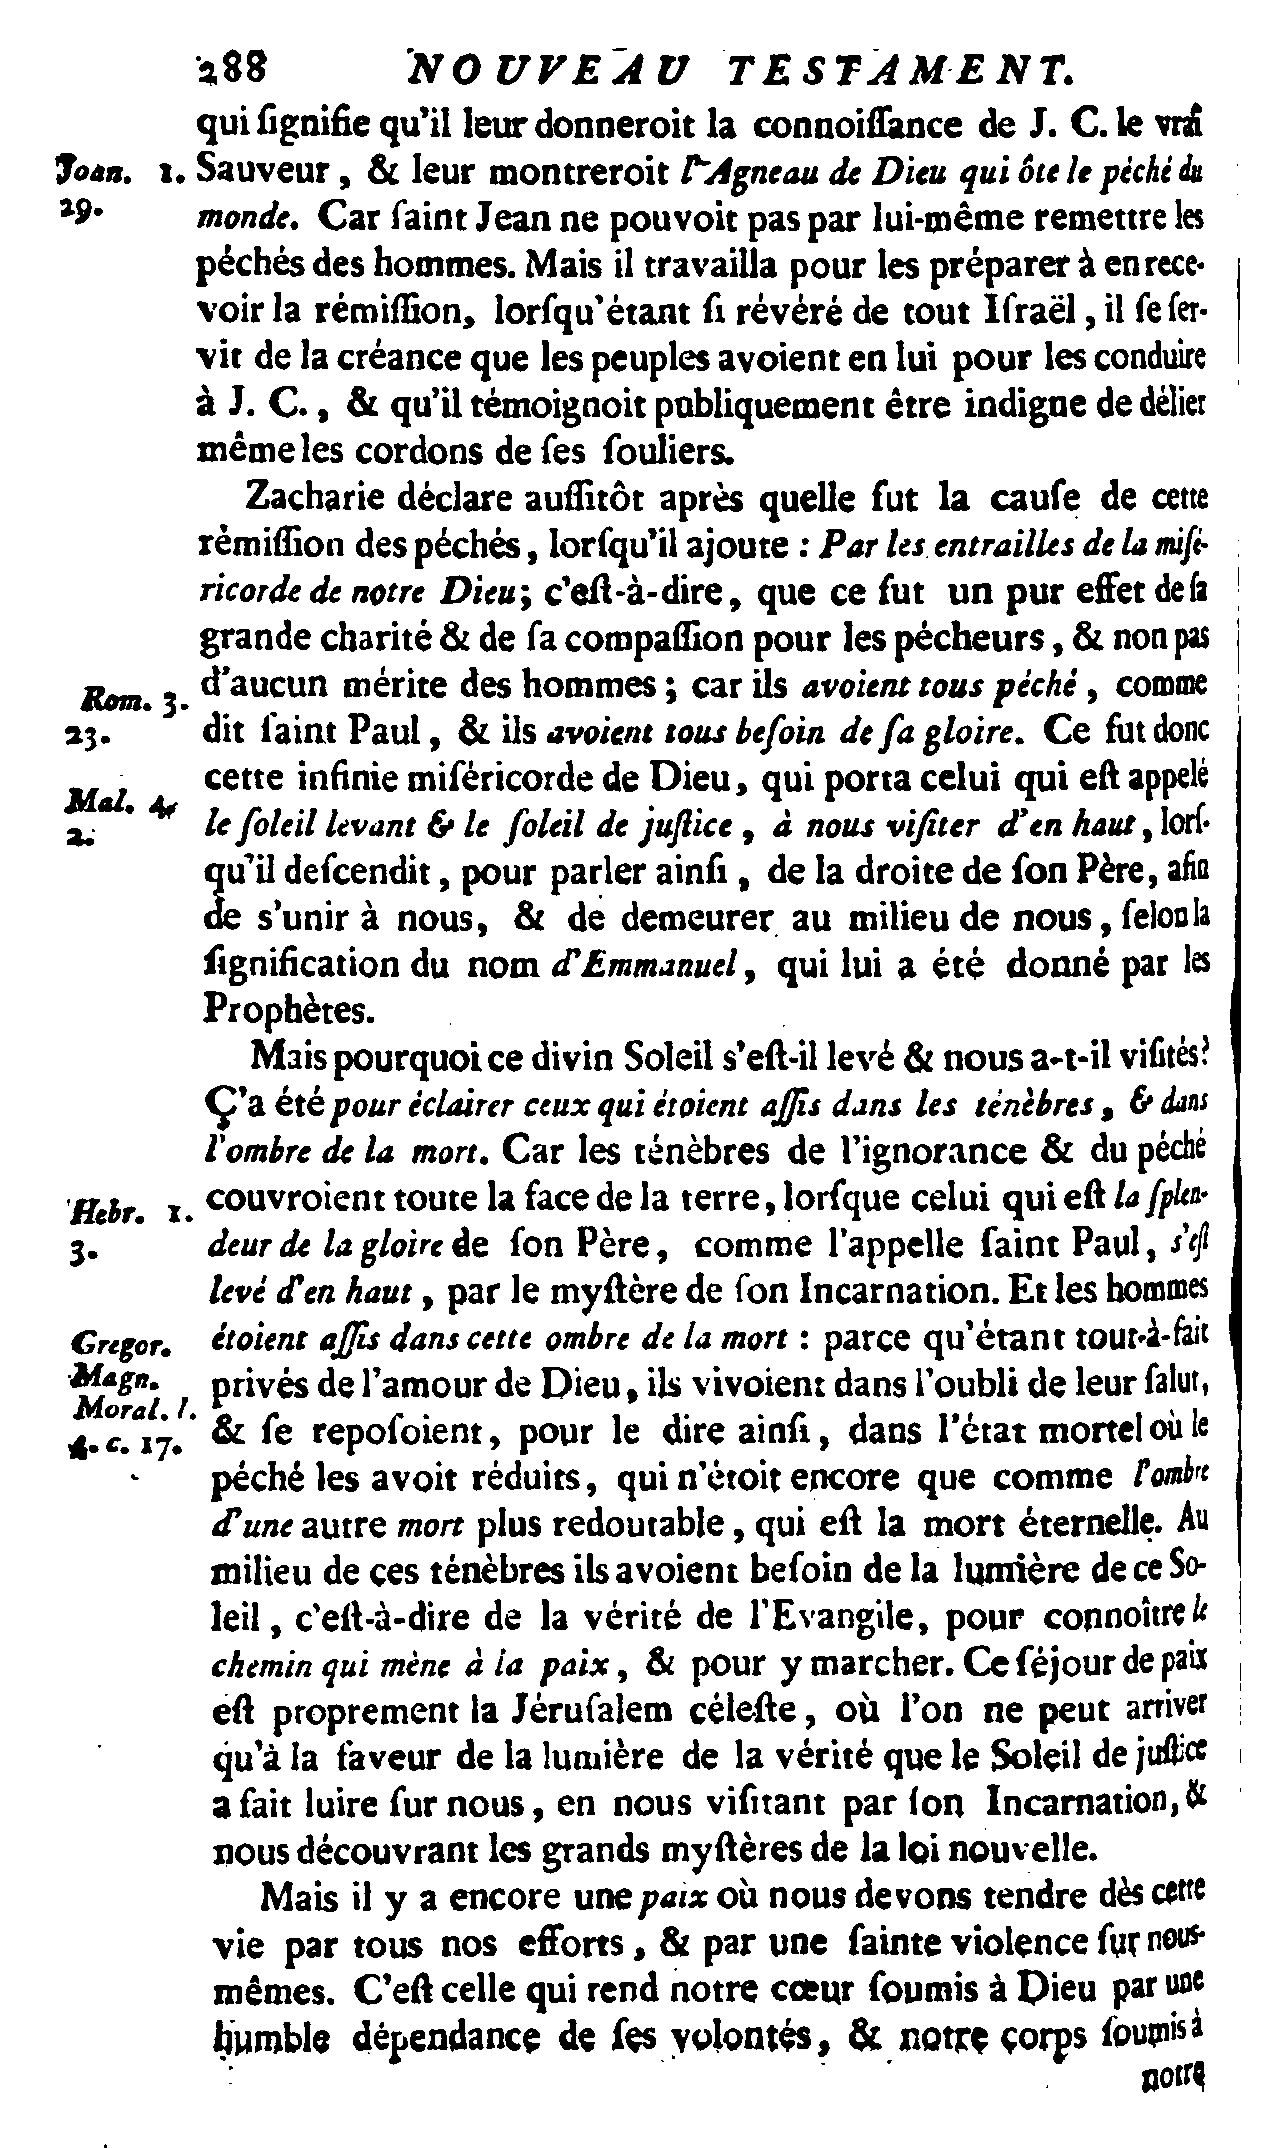 288 NOUVEAU TESTAMENT.
qui ſignifie qu'il leur donneroit la connoiſſance de J. C. le vrai
Joan. 1. Sauveur, & leur montreroit l'Agneau de Dieu qui ôte le péché du
29. monde. Car ſaint Jean ne pouvoit pas par lui-même remettre les
péchés des hommes. Mais il travailla pour les préparer à en rece-
voir la rémiſſion, lorſqu'étant ſi révéré de tout Iſraël, il ſe ſer-
vit de la créance que les peuples avoient en lui pour les conduire
à J. C., & qu'il témoignoit publiquement être indigne de délier
même les cordons de ſes ſouliers.
Zacharie déclare auſſitôt après quelle fut la cauſe de cette
rémiſſion des péchés, lorſqu'il ajoute : Par les entrailles de la miſé-
ricorde de notre Dieu; c'eſt-à-dire, que ce fut un pur effet de ſa
grande charité & de ſa compaſſion pour les pécheurs, & non pas
Rom. 3. d'aucun mérite des hommes ; car ils avoient tous péché, comme
23. dit ſaint Paul, & ils avoient tous beſoin de ſa gloire. Ce fut donc
cette infinie miſéricorde de Dieu, qui porta celui qui eſt appelé
Mal. 4. le ſoleil levant & le ſoleil de juſtice, à nous viſiter d'en haut, lorſ-
2. qu'il deſcendit, pour parler ainſi, de la droite de ſon Père, afin
de s'unir à nous, & de demeurer au milieu de nous, ſelon la
ſignification du nom d'Emmanuel, qui lui a été donné par les
Prophètes.
Mais pourquoi ce divin Soleil s'eſt-il levé & nous a-t-il viſités?
Ç'a été pour éclairer ceux qui étoient aſſis dans les ténèbres, & dans
l'ombre de la mort. Car les ténèbres de l'ignorance & du péché
Hebr. 1. couvroient toute la face de la terre, lorſque celui qui eſt la ſplen-
3. deur de la gloire de ſon Père, comme l'appelle ſaint Paul, s'eſt
levé d'en haut, par le myſtère de ſon Incarnation. Et les hommes
Gregor. étoient aſſis dans cette ombre de la mort : parce qu'étant tout-à-fait
Magn. privés de l'amour de Dieu, ils vivoient dans l'oubli de leur ſalut,
Moral. l. & ſe repoſoient, pour le dire ainſi, dans l'état mortel où le
4. c. 17. péché les avoit réduits, qui n'étoit encore que comme l'ombre
d'une autre mort plus redoutable, qui eſt la mort éternelle. Au
milieu de ces ténèbres ils avoient beſoin de la lumière de ce So-
leil, c'eſt-à-dire de la vérité de l'Evangile, pour connoître le
chemin qui mène à la paix, & pour y marcher. Ce ſéjour de paix
eſt proprement la Jéruſalem céleſte, où l'on ne peut arriver
qu'à la faveur de la lumière de la vérité que le Soleil de juſtice
a fait luire ſur nous, en nous viſitant par ſon Incarnation, &
nous découvrant les grands myſtères de la loi nouvelle.
Mais il y a encore une paix où nous devons tendre dès cette
vie par tous nos efforts, & par une ſainte violence ſur nous-
mêmes. C'eſt celle qui rend notre cœur ſoumis à Dieu par une
humble dépendance de ſes volontés, & notre corps ſoumis à
notre